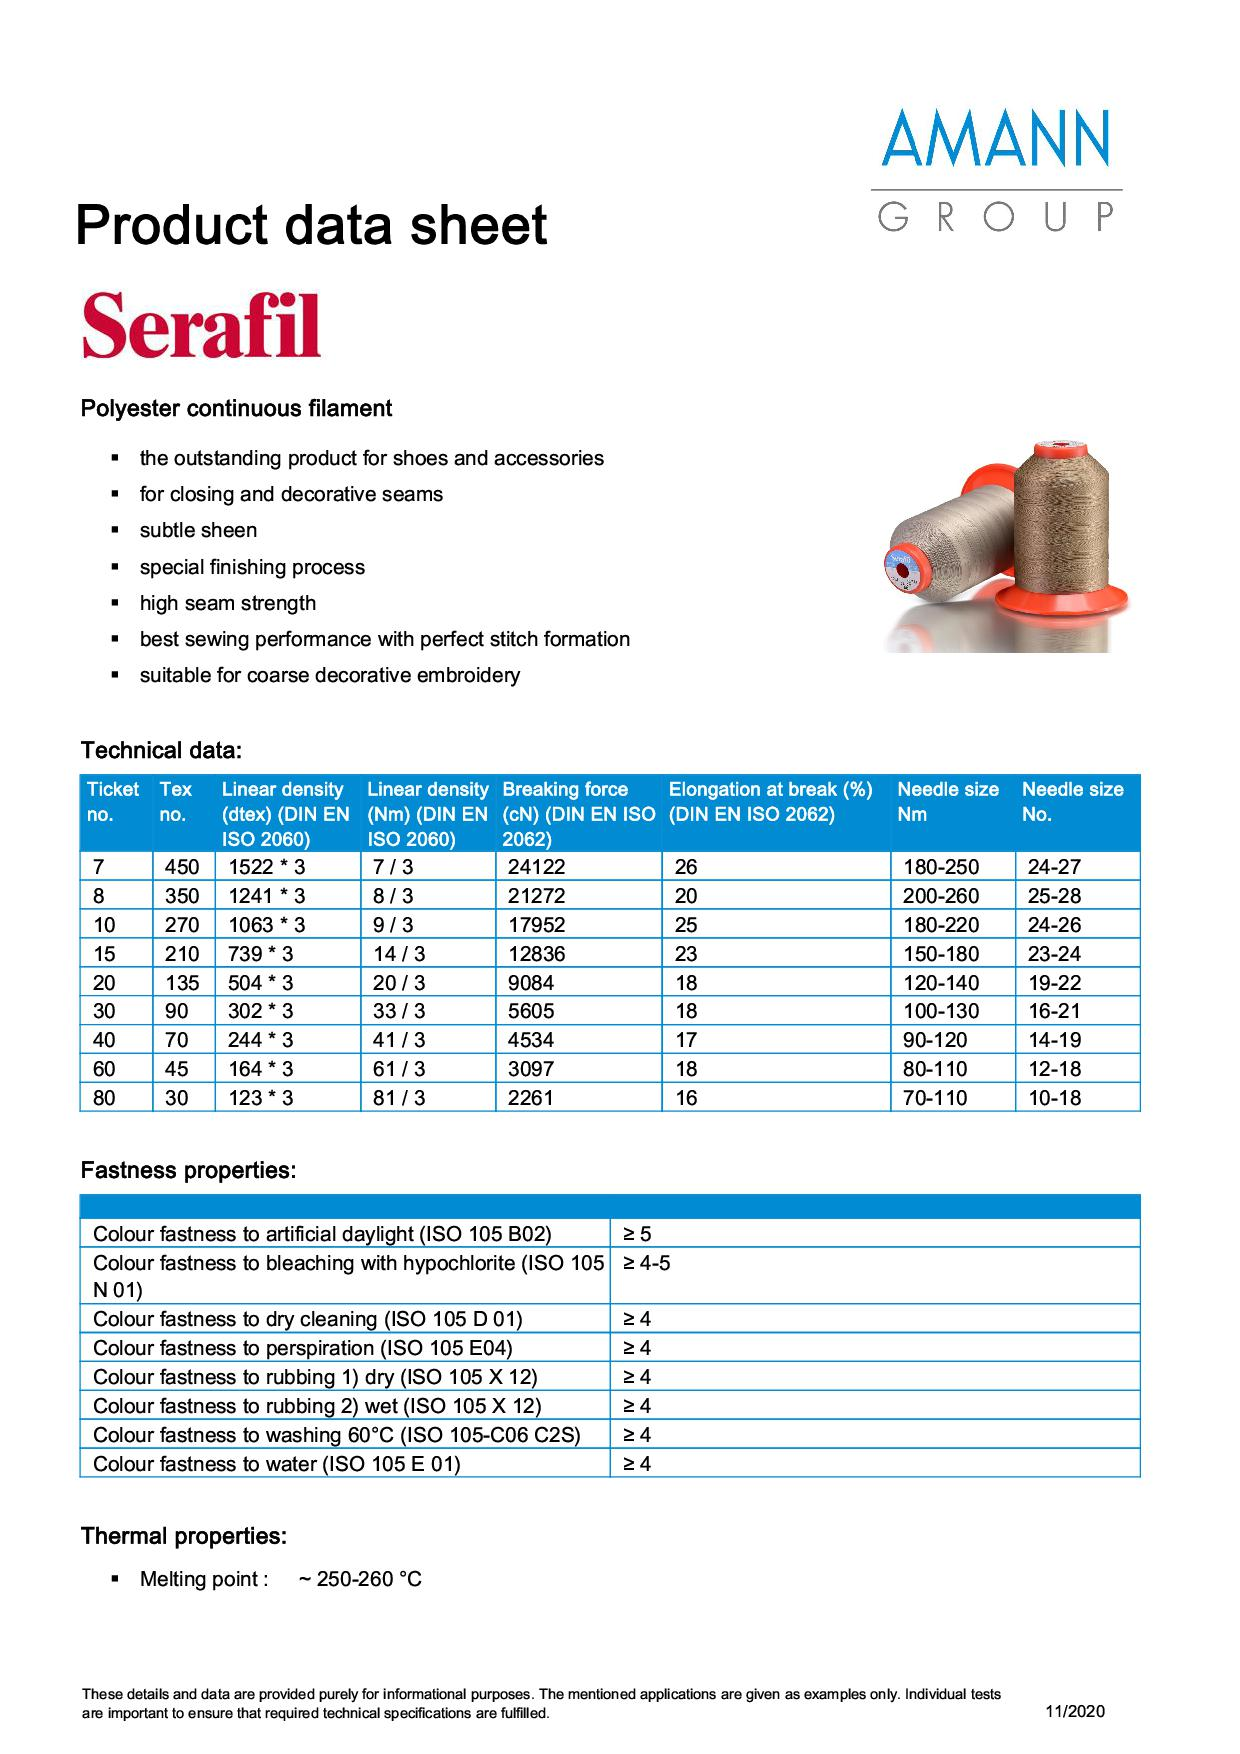 AMANN
GROUP
Product data sheet
Serafil
Polyester continuous filament
▪ the outstanding product for shoes and accessories
▪ for closing and decorative seams
▪ subtle sheen
▪ special finishing process
▪ high seam strength
▪ best sewing performance with perfect stitch formation
▪ suitable for coarse decorative embroidery
Technical data:
Ticket no. Tex no. Linear density (dtex) (DIN EN ISO 2060) Linear density (Nm) (DIN EN ISO 2060) Breaking force (cN) (DIN EN ISO 2062) Elongation at break (%) (DIN EN ISO 2062) Needle size Nm Needle size No.
7 450 1522 * 3 7 / 3 24122 26 180-250 24-27
8 350 1241 * 3 8 / 3 21272 20 200-260 25-28
10 270 1063 * 3 9 / 3 17952 25 180-220 24-26
15 210 739 * 3 14 / 3 12836 23 150-180 23-24
20 135 504 * 3 20 / 3 9084 18 120-140 19-22
30 90 302 * 3 33 / 3 5605 18 100-130 16-21
40 70 244 * 3 41 / 3 4534 17 90-120 14-19
60 45 164 * 3 61 / 3 3097 18 80-110 12-18
80 30 123 * 3 81 / 3 2261 16 70-110 10-18
Fastness properties:
Colour fastness to artificial daylight (ISO 105 B02) ≥ 5
Colour fastness to bleaching with hypochlorite (ISO 105 ≥ 4-5
N 01)
Colour fastness to dry cleaning (ISO 105 D 01) ≥ 4
Colour fastness to perspiration (ISO 105 E04) ≥ 4
Colour fastness to rubbing 1) dry (ISO 105 X 12) ≥ 4
Colour fastness to rubbing 2) wet (ISO 105 X 12) ≥ 4
Colour fastness to washing 60°C (ISO 105-C06 C2S) ≥ 4
Colour fastness to water (ISO 105 E 01) ≥ 4
Thermal properties:
▪ Melting point : ~ 250-260 °C
These details and data are provided purely for informational purposes. The mentioned applications are given as examples only. Individual tests
are important to ensure that required technical specifications are fulfilled.
11/2020